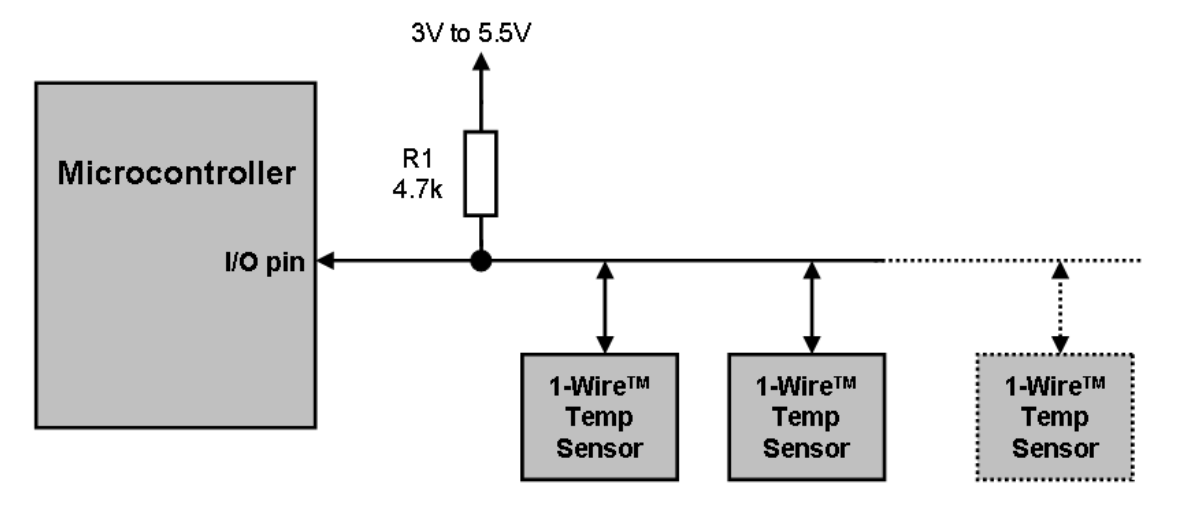 3V to 5.5V
Microcontroller
R1
4.7k
I/O pin
1-Wire™
Temp
Sensor
1-Wire™
Temp
Sensor
1-Wire™
Temp
Sensor